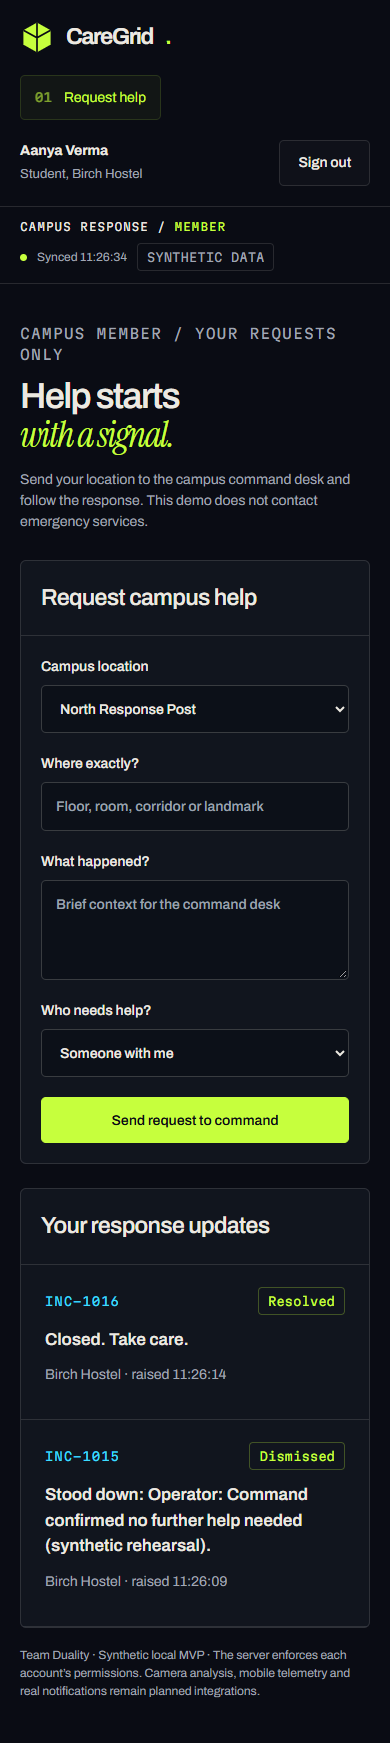 CareGrid .
01 Request help
Aanya Verma
Student, Birch Hostel
Sign out
CAMPUS RESPONSE / MEMBER
Synced 11:26:34 SYNTHETIC DATA
CAMPUS MEMBER / YOUR REQUESTS
ONLY
Help starts
with a signal.
Send your location to the campus command desk and
follow the response. This demo does not contact
emergency services.
Request campus help
Campus location
North Response Post
Where exactly?
Floor, room, corridor or landmark
What happened?
Brief context for the command desk
Who needs help?
Someone with me
Send request to command
Your response updates
INC-1016 Resolved
Closed. Take care.
Birch Hostel · raised 11:26:14
INC-1015 Dismissed
Stood down: Operator: Command
confirmed no further help needed
(synthetic rehearsal).
Birch Hostel · raised 11:26:09
Team Duality · Synthetic local MVP · The server enforces each
account's permissions. Camera analysis, mobile telemetry and
real notifications remain planned integrations.